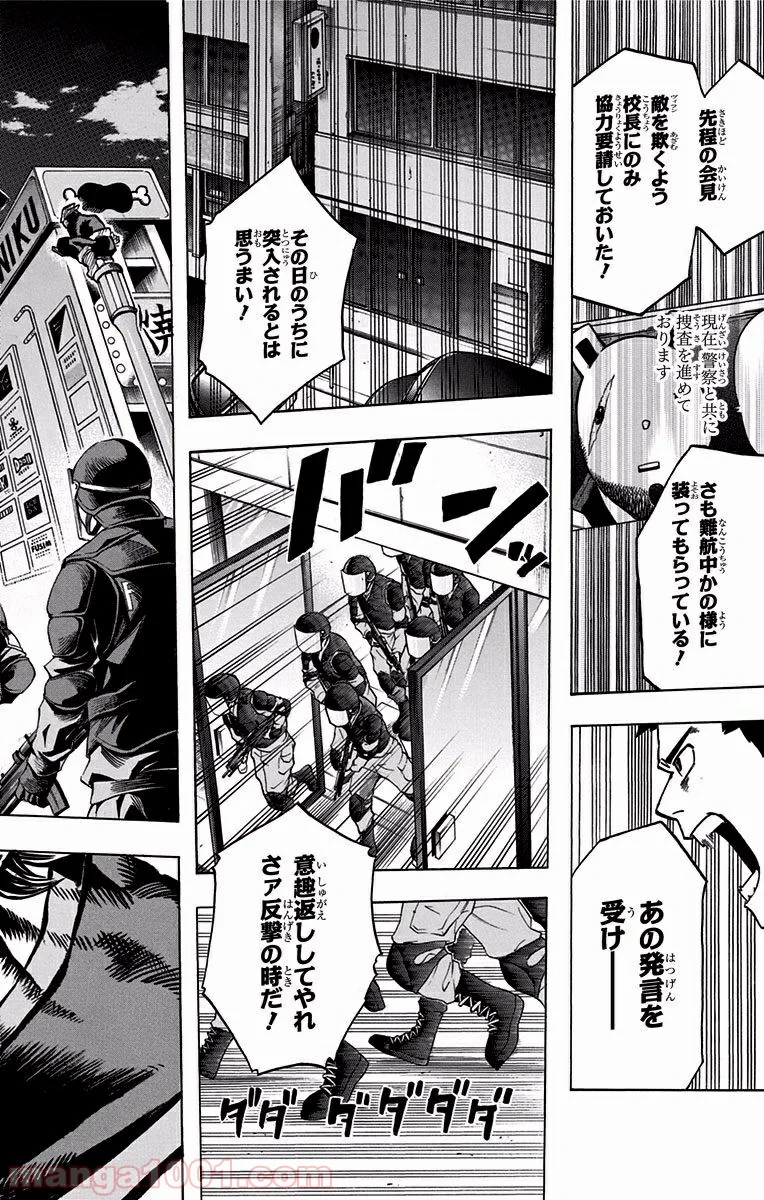 先程の会見
敵を欺くよう
校長にのみ
協力要請しておいた!
現在警察と共に
捜査を進めて
おります
さも難航中かの様に
装ってもらっている!
あの発言を
受け――
その日のうちに
突入されるとは
思うまい!
バンッ
意趣返ししてやれ
さァ反撃の時だ!
ダダ ダダダダ
NIKU
焼
FUSIM
manga1001.com